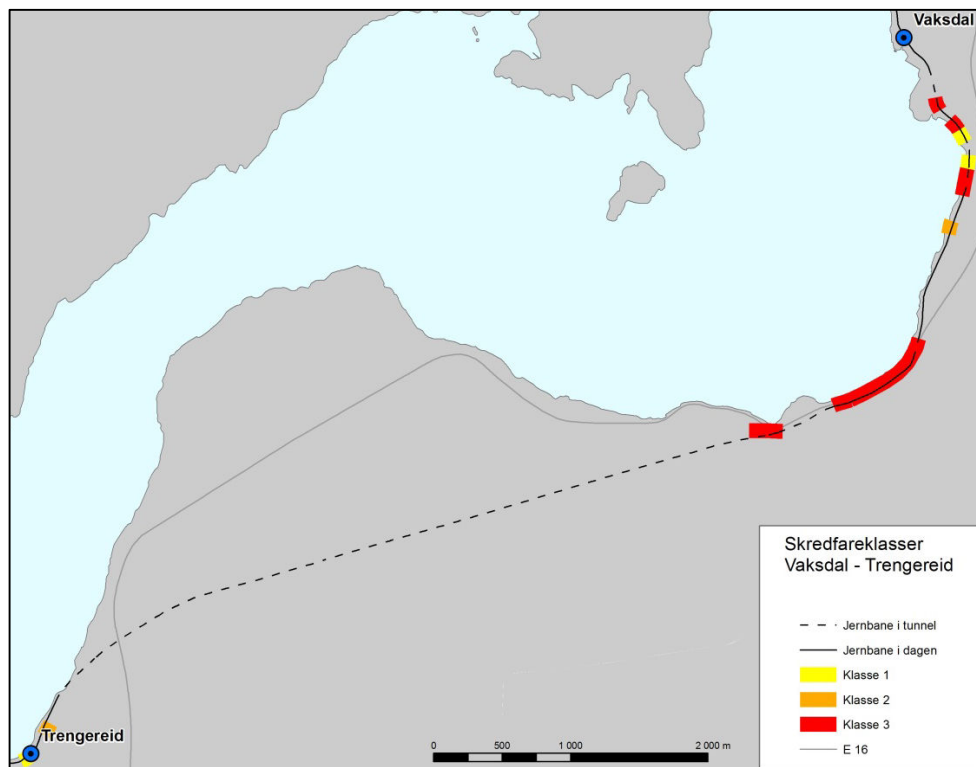 Vaksdal
Trengereid
Skredfareklasser
Vaksdal - Trengereid
Jernbane i tunnel
Jernbane i dagen
Klasse 1
Klasse 2
Klasse 3
E 16
0 500 1 000 2 000 m